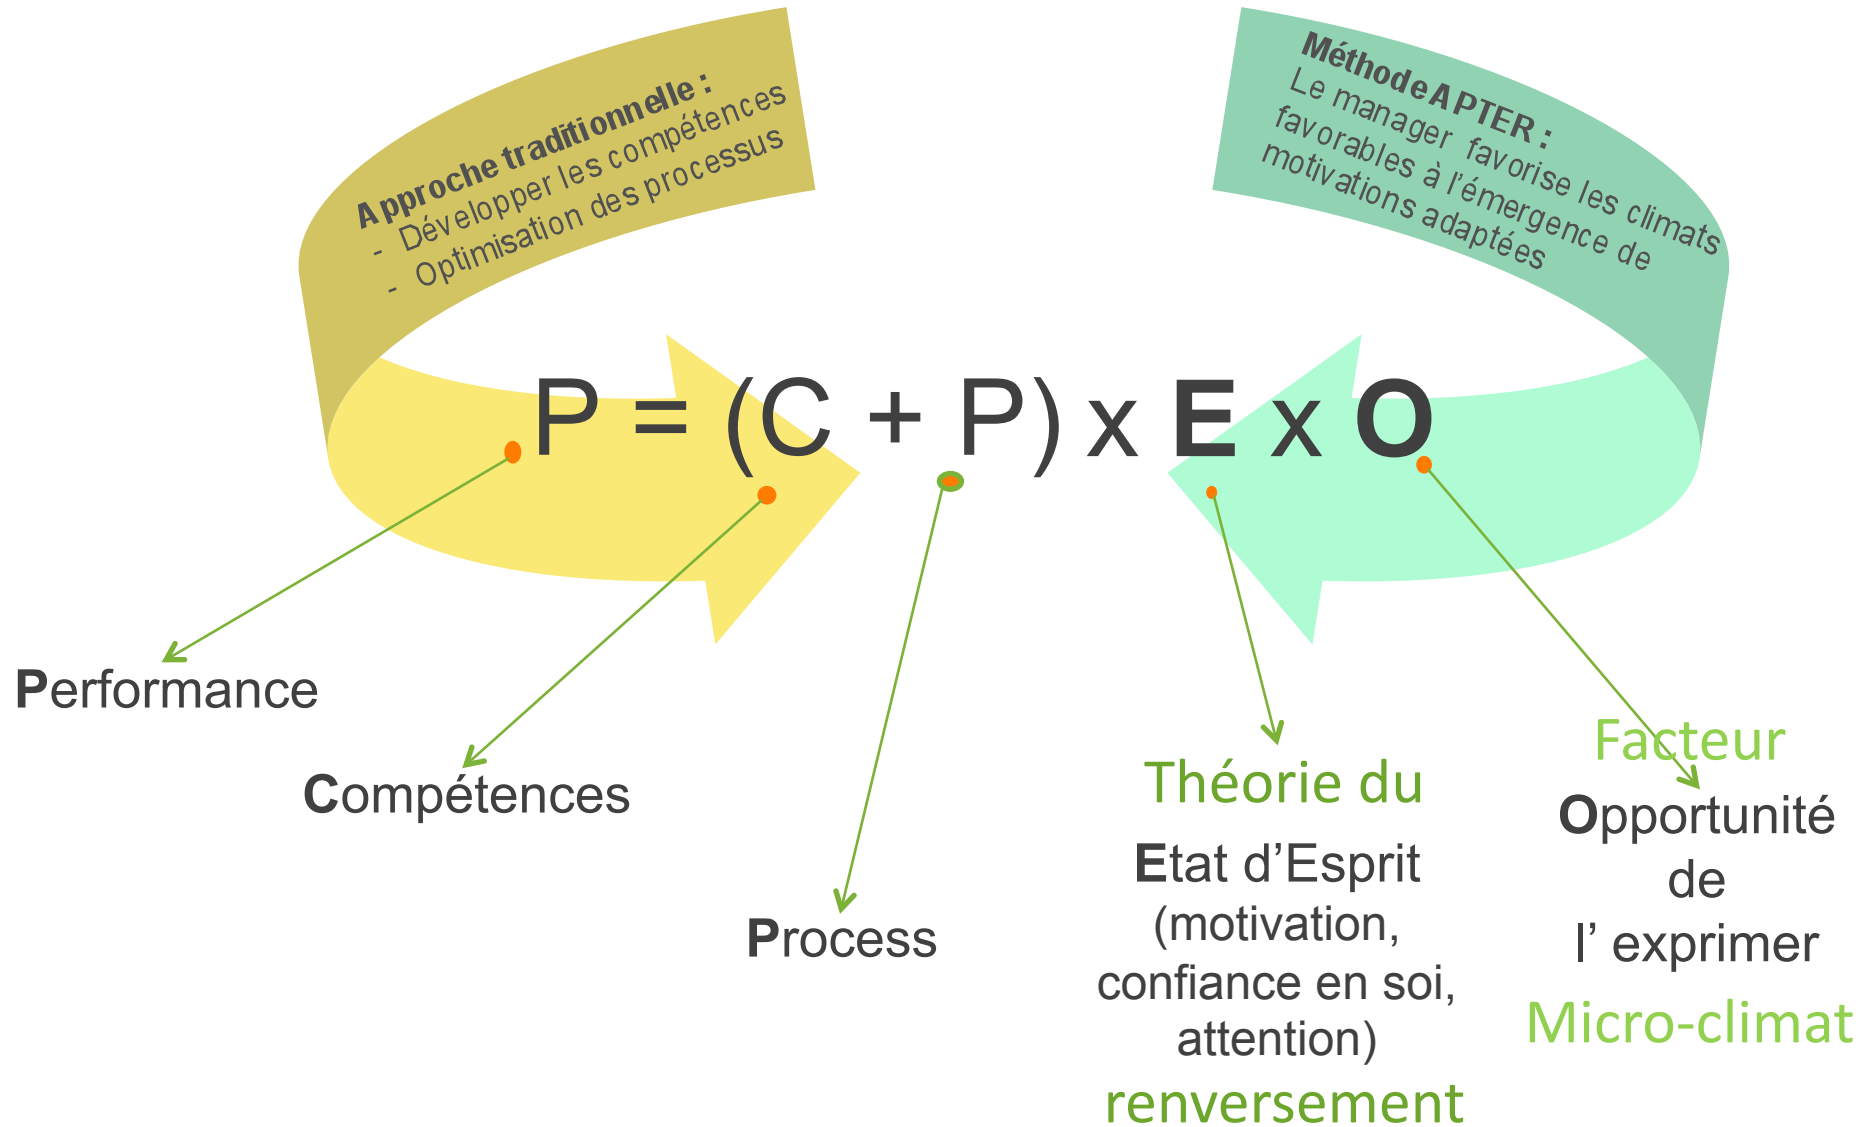 Approche traditionnelle :
- Développer les compétences
- Optimisation des processus
Méthode APTER :
Le manager favorise les climats
favorables à l'émergence de
motivations adaptées
P = (C + P) x E x O
Performance
Compétences
Process
Théorie du
Etat d’Esprit
(motivation,
confiance en soi,
attention)
renversement
Facteur
Opportunité
de
l’ exprimer
Micro-climat